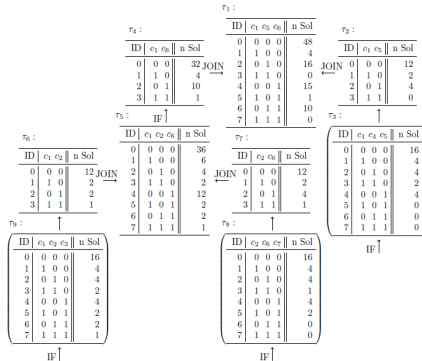 τ₁ :
ID | c₁ c₅ c₆ || n Sol
0 | 0 0 0 || 48
1 | 1 0 0 || 4
2 | 0 1 0 || 16
3 | 1 1 0 || 0
4 | 0 0 1 || 15
5 | 1 0 1 || 1
6 | 0 1 1 || 10
7 | 1 1 1 || 0
τ₄ :
ID | c₁ c₆ || n Sol
0 | 0 0 || 32
1 | 1 0 || 4
2 | 0 1 || 10
3 | 1 1 ||
JOIN
→
IF↑
τ₂ :
ID | c₁ c₅ || n Sol
0 | 0 0 || 12
1 | 1 0 || 2
2 | 0 1 || 4
3 | 1 1 || 0
JOIN
←
↑
τ₅ :
ID | c₁ c₂ c₆ || n Sol
0 | 0 0 0 || 36
1 | 1 0 0 || 6
2 | 0 1 0 || 4
3 | 1 1 0 || 2
4 | 0 0 1 || 12
5 | 1 0 1 || 2
6 | 0 1 1 || 2
7 | 1 1 1 || 1
τ₃ :
ID | c₁ c₄ c₅ || n Sol
0 | 0 0 0 || 16
1 | 1 0 0 || 4
2 | 0 1 0 || 4
3 | 1 1 0 || 2
4 | 0 0 1 ||
5 | 1 0 1 || 0
6 | 0 1 1 || 0
7 | 1 1 1 || 0
IF↑
τ₆ :
ID | c₁ c₂ || n Sol
0 | 0 0 || 12
1 | 1 0 || 2
2 | 0 1 || 2
3 | 1 1 || 1
JOIN
→
↑
τ₇ :
ID | c₂ c₆ || n Sol
0 | 0 0 || 12
1 | 1 0 || 2
2 | 0 1 || 4
3 | 1 1 || 1
JOIN
←
↑
τ₉ :
ID | c₁ c₂ c₃ || n Sol
0 | 0 0 0 || 16
1 | 1 0 0 || 4
2 | 0 1 0 || 4
3 | 1 1 0 || 2
4 | 0 0 1 || 4
5 | 1 0 1 || 2
6 | 0 1 1 || 2
7 | 1 1 1 || 1
IF↑
τ₈ :
ID | c₂ c₆ c₇ || n Sol
0 | 0 0 0 || 16
1 | 1 0 0 || 4
2 | 0 1 0 || 4
3 | 1 1 0 || 1
4 | 0 0 1 || 4
5 | 1 0 1 || 2
6 | 0 1 1 || 0
7 | 1 1 1 || 0
IF↑